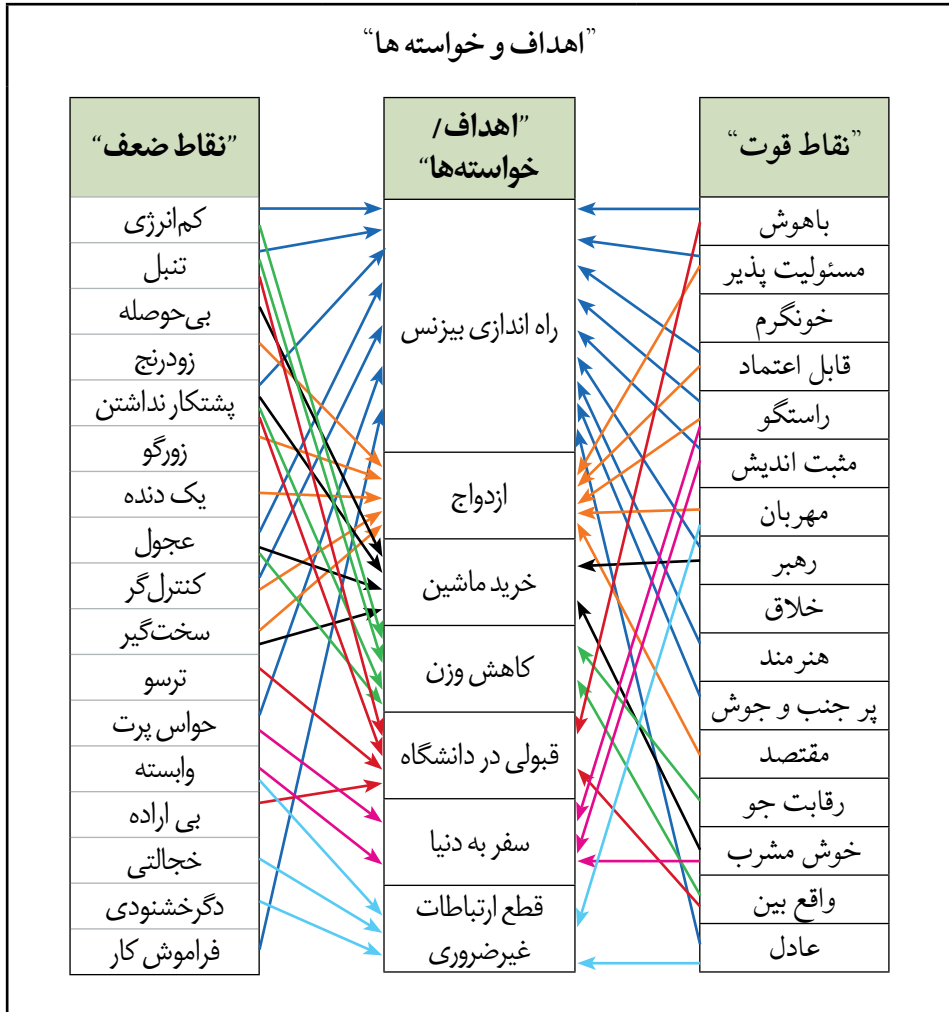 ”اهداف و خواسته ها“
”نقاط قوت“
باهوش
مسئولیت پذیر
خونگرم
قابل اعتماد
راستگو
مثبت اندیش
مهربان
رهبر
خلاق
هنرمند
پر جنب و جوش
مقتصد
رقابت جو
خوش مشرب
واقع بین
عادل
”اهداف/
خواسته‌ها“
راه اندازی بیزنس
ازدواج
خرید ماشین
کاهش وزن
قبولی در دانشگاه
سفر به دنیا
قطع ارتباطات
غیرضروری
”نقاط ضعف“
کم‌انرژی
تنبل
بی‌حوصله
زودرنج
پشتکار نداشتن
زورگو
یک دنده
عجول
کنترل‌گر
سخت‌گیر
ترسو
حواس پرت
وابسته
بی اراده
خجالتی
دگرخشنودی
فراموش کار